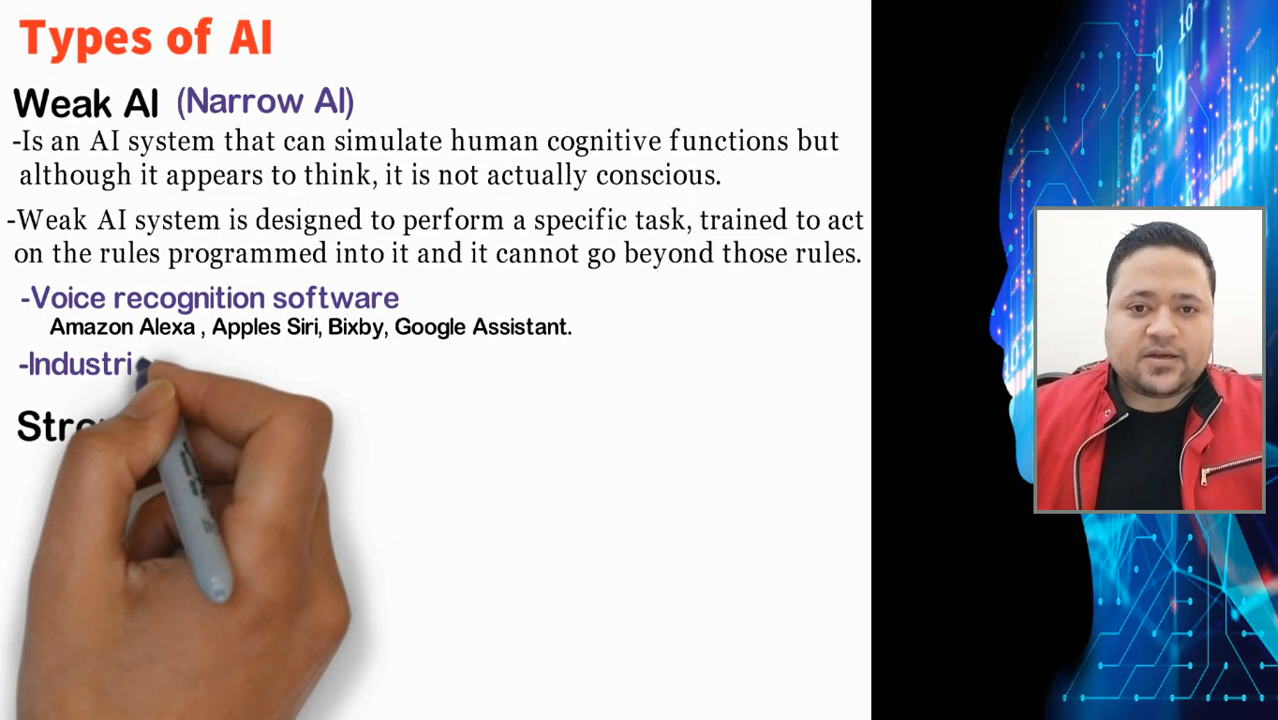 Types of AI
Weak AI (Narrow AI)
-Is an AI system that can simulate human cognitive functions but
although it appears to think, it is not actually conscious.
-Weak AI system is designed to perform a specific task, trained to act
on the rules programmed into it and it cannot go beyond those rules.
-Voice recognition software
Amazon Alexa , Apples Siri, Bixby, Google Assistant.
-Industri